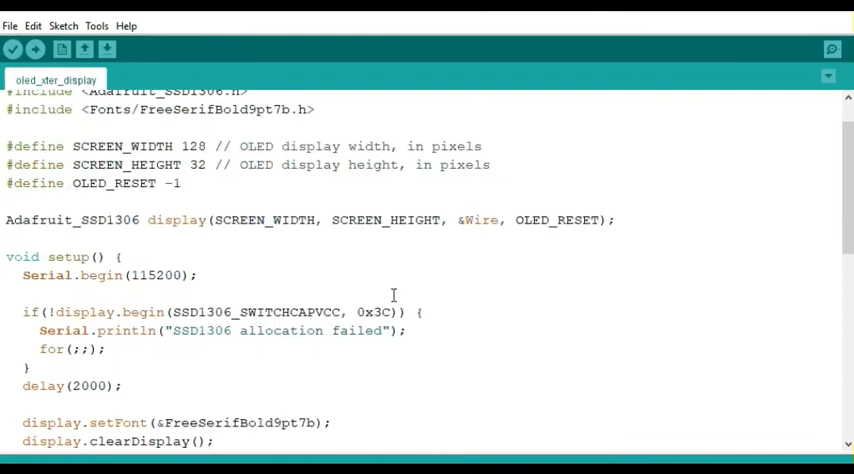 File Edit Sketch Tools Help
oled_xter_display
#include <Adafruit_SSD1306.h>
#include <Fonts/FreeSerifBold9pt7b.h>
#define SCREEN_WIDTH 128 // OLED display width, in pixels
#define SCREEN_HEIGHT 32 // OLED display height, in pixels
#define OLED_RESET -1
Adafruit_SSD1306 display(SCREEN_WIDTH, SCREEN_HEIGHT, &Wire, OLED_RESET);
void setup() {
Serial.begin(115200);
if(!display.begin(SSD1306_SWITCHCAPVCC, 0x3C)) {
Serial.println("SSD1306 allocation failed");
for(;;);
}
delay(2000);
display.setFont(&FreeSerifBold9pt7b);
display.clearDisplay();